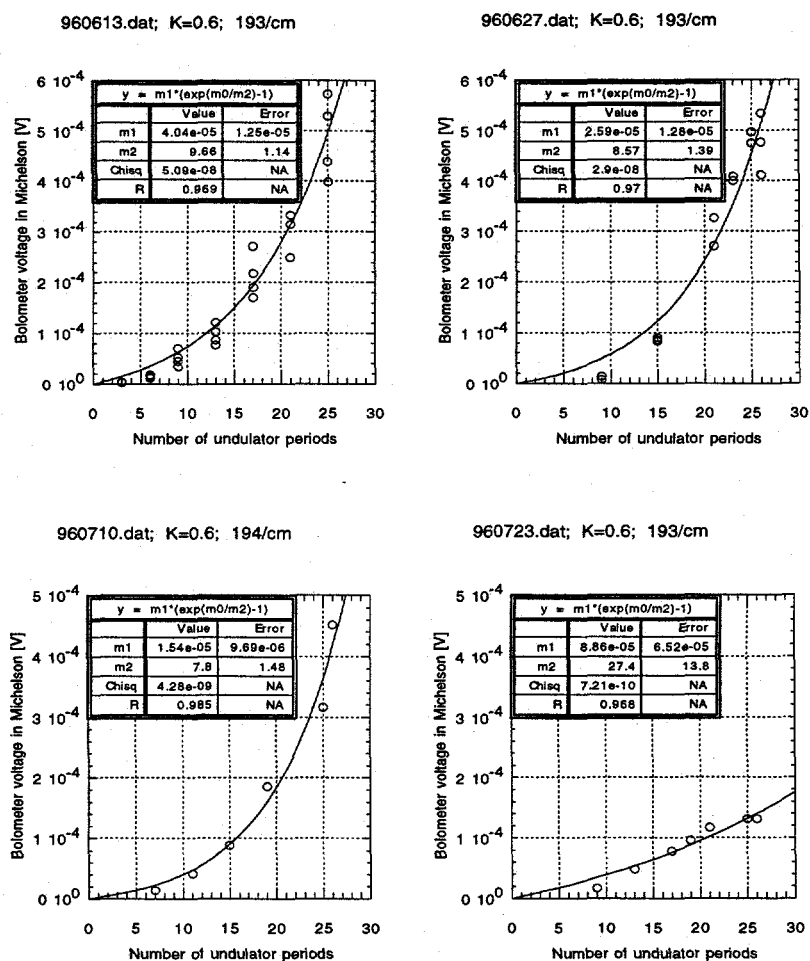 960613.dat; K=0.6; 193/cm
Bolometer voltage in Michelson [V]
6 10⁻⁴
5 10⁻⁴
4 10⁻⁴
3 10⁻⁴
2 10⁻⁴
1 10⁻⁴
0 10⁰
y = m1*(exp(m0/m2)-1)
Value Error
m1 4.04e-05 1.25e-05
m2 9.66 1.14
Chisq 5.09e-08 NA
R 0.969 NA
0 5 10 15 20 25 30
Number of undulator periods
960627.dat; K=0.6; 193/cm
Bolometer voltage in Michelson [V]
6 10⁻⁴
5 10⁻⁴
4 10⁻⁴
3 10⁻⁴
2 10⁻⁴
1 10⁻⁴
0 10⁰
y = m1*(exp(m0/m2)-1)
Value Error
m1 2.59e-05 1.28e-05
m2 8.57 1.39
Chisq 2.9e-08 NA
R 0.97 NA
0 5 10 15 20 25 30
Number of undulator periods
960710.dat; K=0.6; 194/cm
Bolometer voltage in Michelson [V]
5 10⁻⁴
4 10⁻⁴
3 10⁻⁴
2 10⁻⁴
1 10⁻⁴
0 10⁰
y = m1*(exp(m0/m2)-1)
Value Error
m1 1.54e-05 9.69e-06
m2 7.8 1.48
Chisq 4.28e-09 NA
R 0.985 NA
0 5 10 15 20 25 30
Number of undulator periods
960723.dat; K=0.6; 193/cm
Bolometer voltage in Michelson [V]
5 10⁻⁴
4 10⁻⁴
3 10⁻⁴
2 10⁻⁴
1 10⁻⁴
0 10⁰
y = m1*(exp(m0/m2)-1)
Value Error
m1 8.86e-05 6.52e-05
m2 27.4 13.8
Chisq 7.21e-10 NA
R 0.968 NA
0 5 10 15 20 25 30
Number of undulator periods